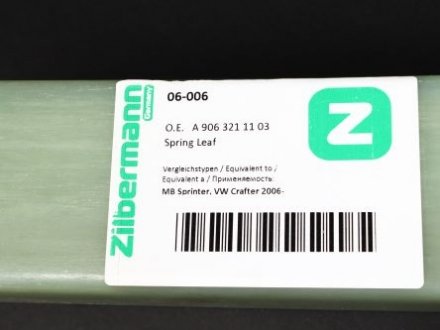 Zilbermann
Germany
06-006
Z
O.E. A 906 321 11 03
Spring Leaf
Vergleichstypen / Equivalent to /
Equivalent a / Применяемость:
MB Sprinter, VW Crafter 2006-